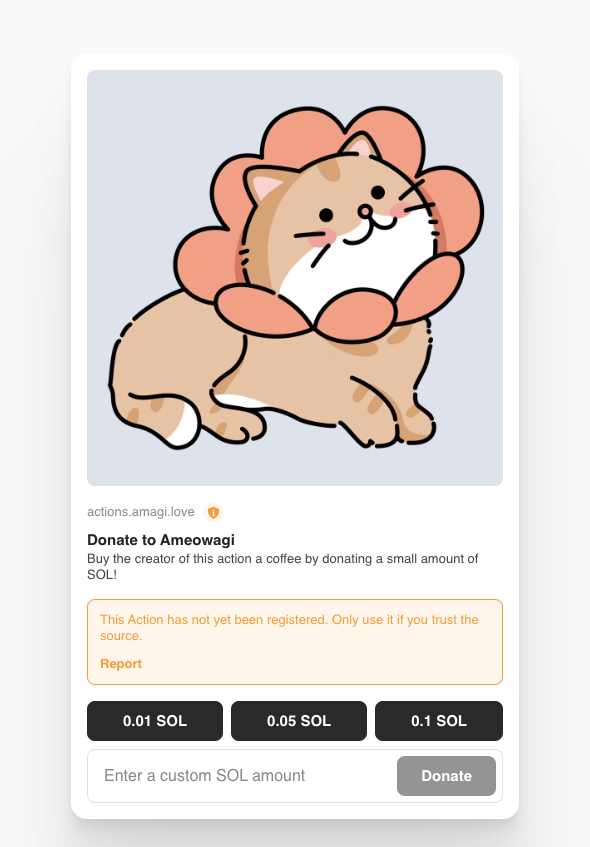 actions.amagi.love
Donate to Ameowagi
Buy the creator of this action a coffee by donating a small amount of
SOL!
This Action has not yet been registered. Only use it if you trust the
source.
Report
0.01 SOL
0.05 SOL
0.1 SOL
Enter a custom SOL amount
Donate